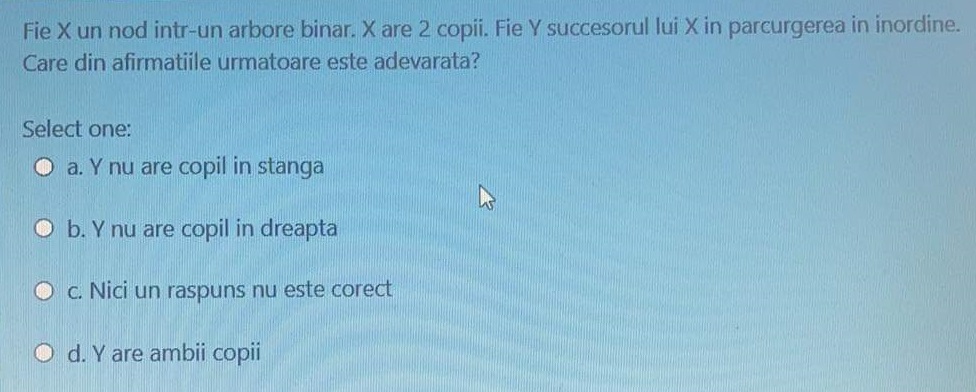 Fie X un nod intr-un arbore binar. X are 2 copii. Fie Y succesorul lui X in parcurgerea in inordine.
Care din afirmatiile urmatoare este adevarata?
Select one:
a. Y nu are copil in stanga
b. Y nu are copil in dreapta
c. Nici un raspuns nu este corect
d. Y are ambii copii